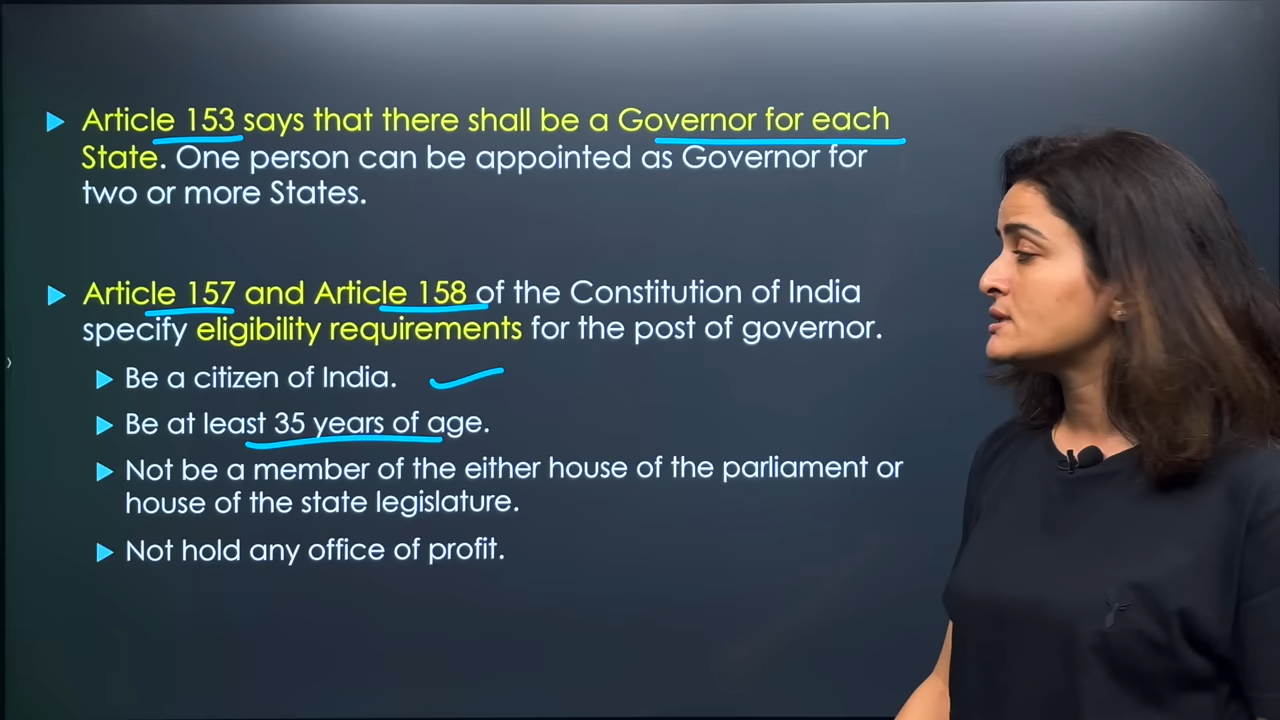 Article 153 says that there shall be a Governor for each
State. One person can be appointed as Governor for
two or more States.
Article 157 and Article 158 of the Constitution of India
specify eligibility requirements for the post of governor.
Be a citizen of India.
Be at least 35 years of age.
Not be a member of the either house of the parliament or
house of the state legislature.
Not hold any office of profit.